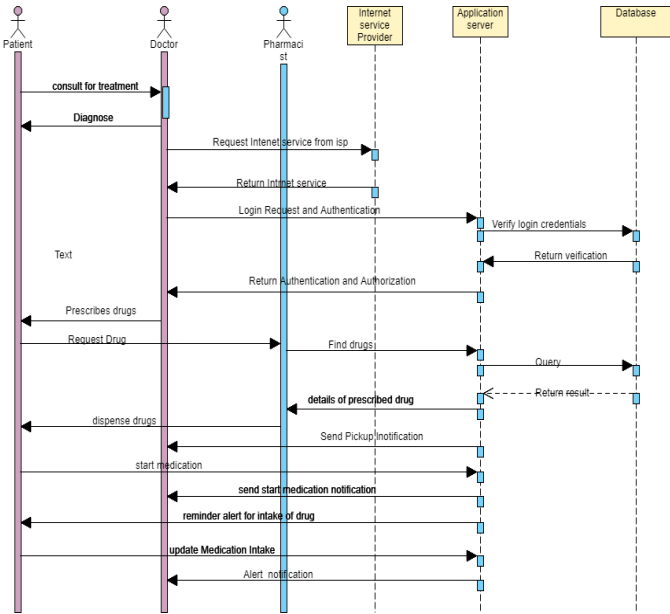 Patient
Doctor
Pharmaci
st
Internet
service
Provider
Application
server
Database
consult for treatment
Diagnose
Request Intenet service from isp
Return Intrnet service
Login Request and Authentication
Verify login credentials
Text
Return veification
Return Authentication and Authorization
Prescribes drugs
Request Drug
Find drugs
Query
Return result
details of prescribed drug
dispense drugs
Send Pickup notification
start medication
send start medication notification
reminder alert for intake of drug
update Medication Intake
Alert notification